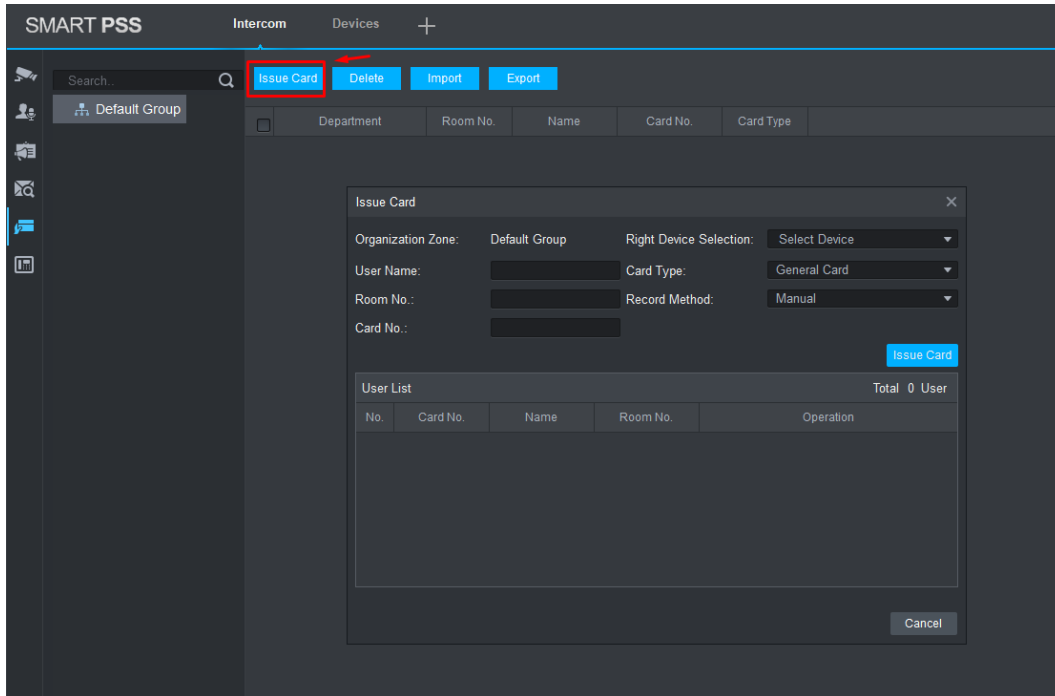 SMART PSS Intercom Devices
Search..
Issue Card Delete Import Export
Default Group
Department Room No. Name Card No. Card Type
Issue Card
Organization Zone: Default Group Right Device Selection: Select Device
User Name: Card Type: General Card
Room No.: Record Method: Manual
Card No.:
Issue Card
User List Total 0 User
No. Card No. Name Room No. Operation
Cancel